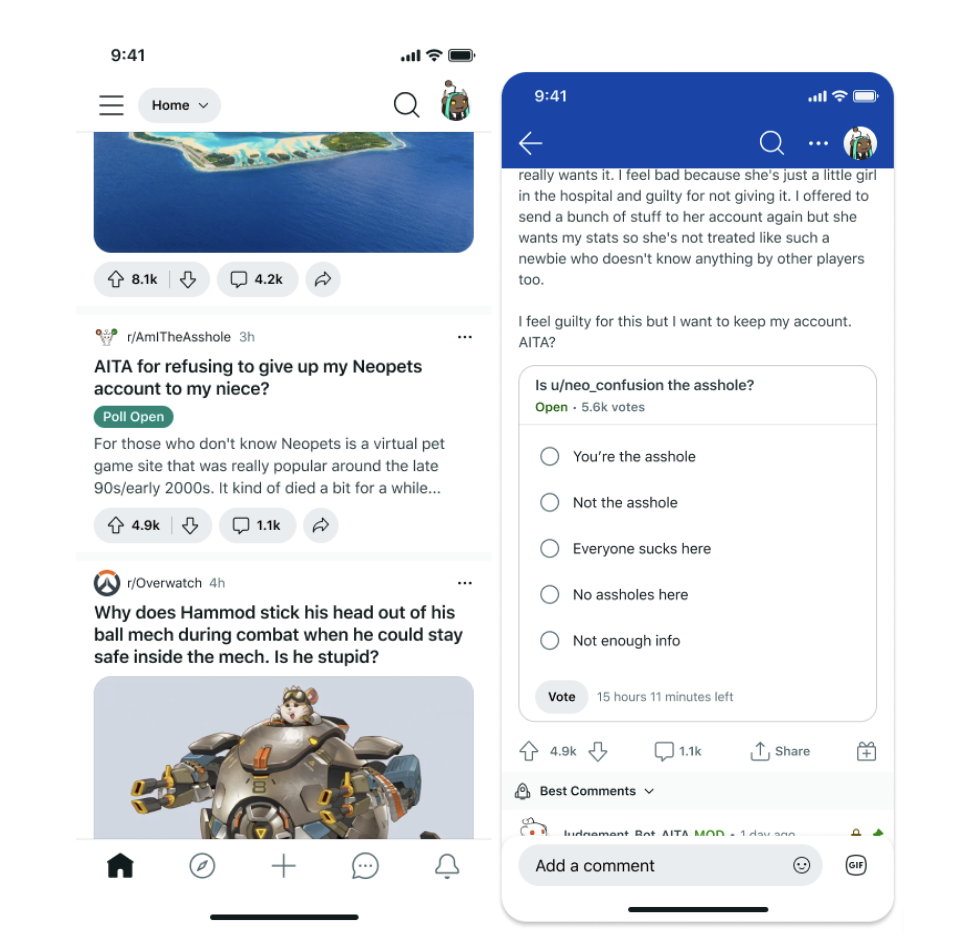 9:41
Home
8.1k
4.2k
r/AmITheAsshole 3h
AITA for refusing to give up my Neopets
account to my niece?
Poll Open
For those who don't know Neopets is a virtual pet
game site that was really popular around the late
90s/early 2000s. It kind of died a bit for a while...
4.9k
1.1k
r/Overwatch 4h
Why does Hammod stick his head out of his
ball mech during combat when he could stay
safe inside the mech. Is he stupid?
9:41
really wants it. I feel bad because she's just a little girl
in the hospital and guilty for not giving it. I offered to
send a bunch of stuff to her account again but she
wants my stats so she's not treated like such a
newbie who doesn't know anything by other players
too.
I feel guilty for this but I want to keep my account.
AITA?
Is u/neo_confusion the asshole?
Open · 5.6k votes
You're the asshole
Not the asshole
Everyone sucks here
No assholes here
Not enough info
Vote 15 hours 11 minutes left
4.9k
1.1k
Share
Best Comments
Judgement_Bot_AITA MOD · 1 day ago
Add a comment
GIF